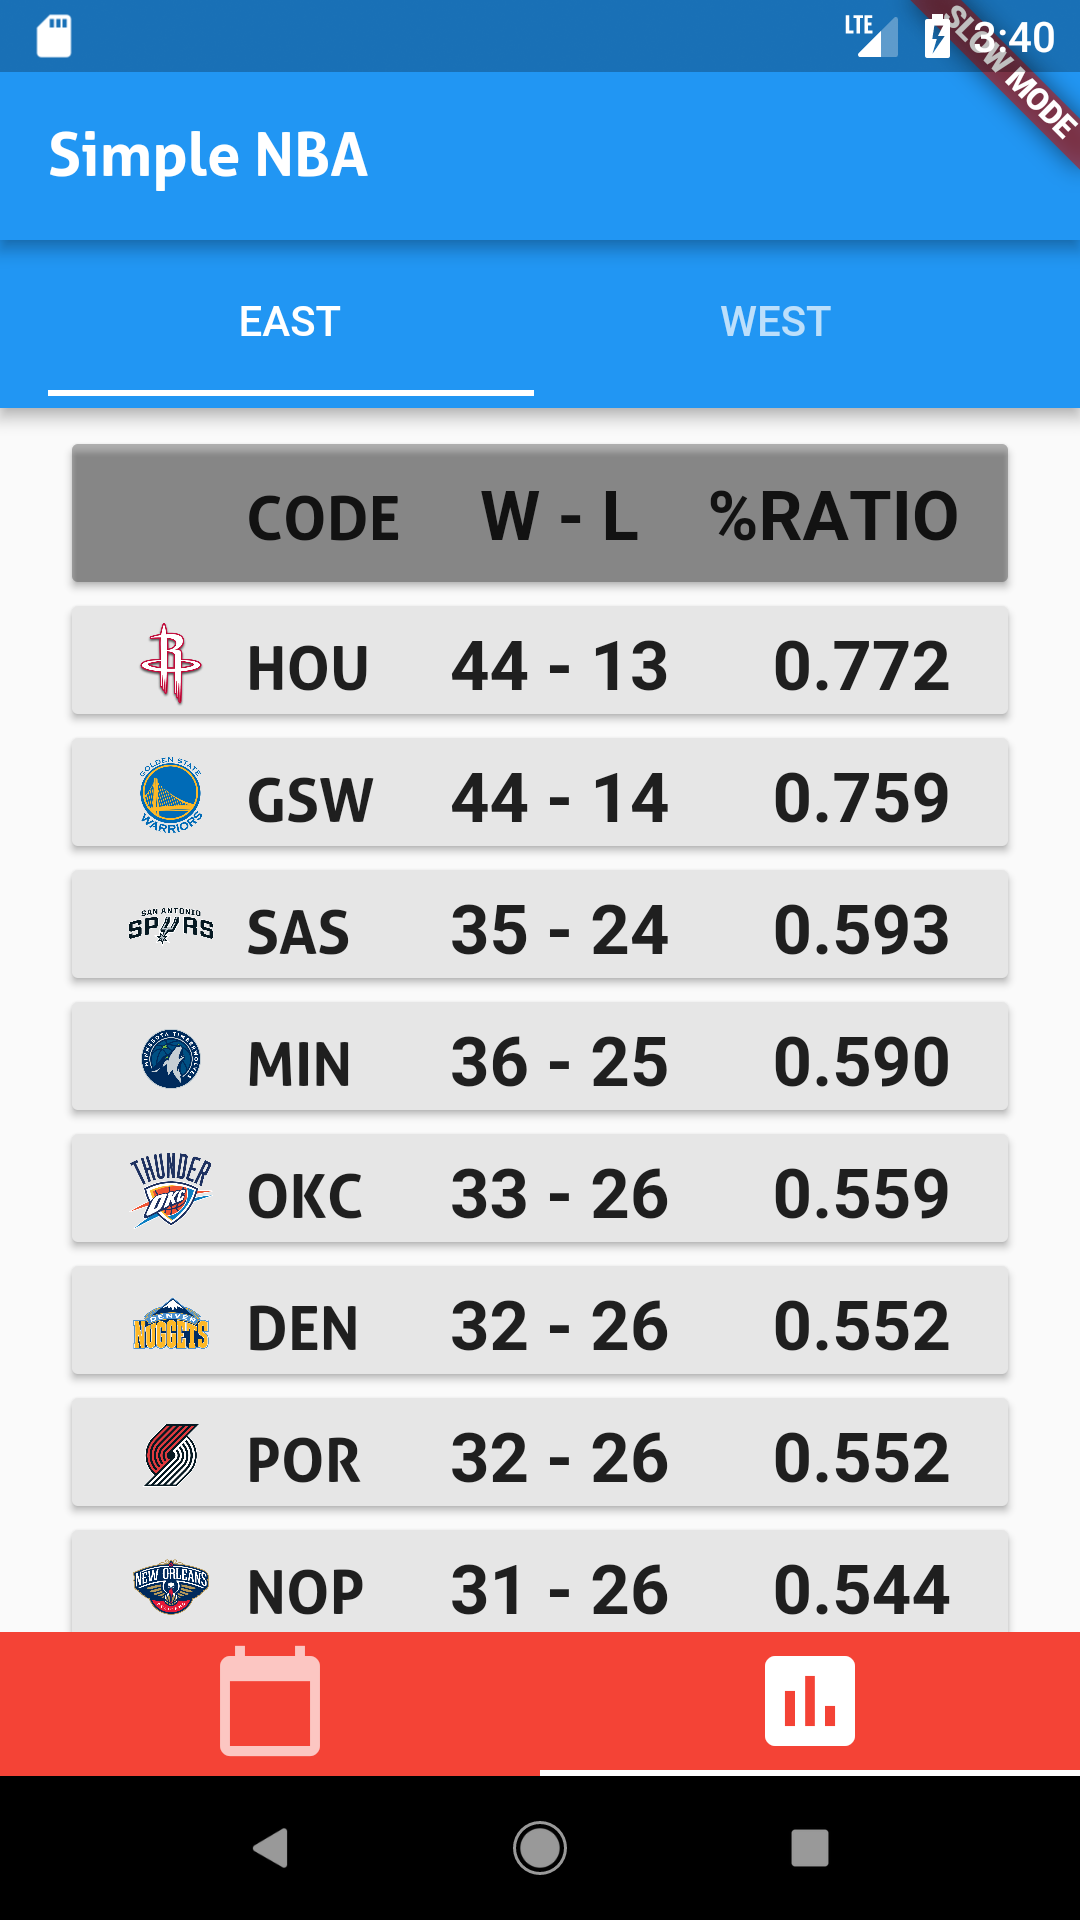 LTE 3:40
SLOW MODE
Simple NBA
EAST WEST
CODE W - L %RATIO
HOU 44 - 13 0.772
GOLDEN STATE
WARRIORS
GSW 44 - 14 0.759
SAN ANTONIO
SPURS
SAS 35 - 24 0.593
MINNESOTA TIMBERWOLVES
MIN 36 - 25 0.590
THUNDER
OKC
OKC 33 - 26 0.559
DENVER
NUGGETS
DEN 32 - 26 0.552
POR 32 - 26 0.552
NEW ORLEANS
PELICANS
NOP 31 - 26 0.544